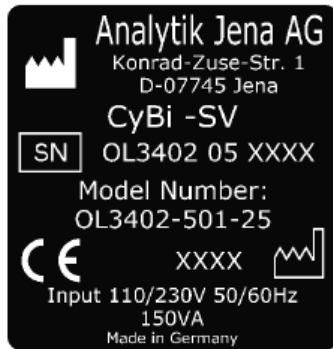 Analytik Jena AG
Konrad-Zuse-Str. 1
D-07745 Jena
CyBi -SV
SN OL3402 05 XXXX
Model Number:
OL3402-501-25
CE XXXX
Input 110/230V 50/60Hz
150VA
Made in Germany